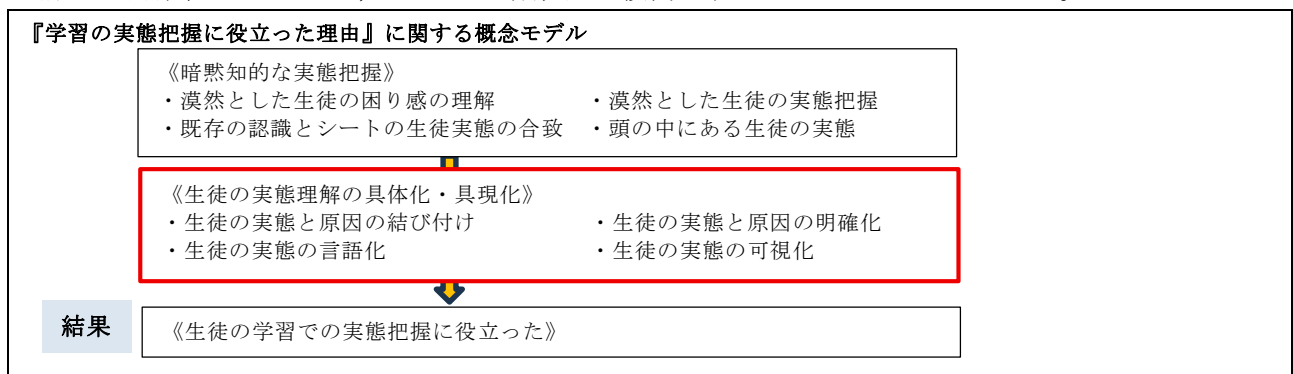 『学習の実態把握に役立った理由』に関する概念モデル
《暗黙知的な実態把握》
・漠然とした生徒の困り感の理解　・漠然とした生徒の実態把握
・既存の認識とシートの生徒実態の合致　・頭の中にある生徒の実態
《生徒の実態理解の具体化・具現化》
・生徒の実態と原因の結び付け　・生徒の実態と原因の明確化
・生徒の実態の言語化　・生徒の実態の可視化
結果
《生徒の学習での実態把握に役立った》